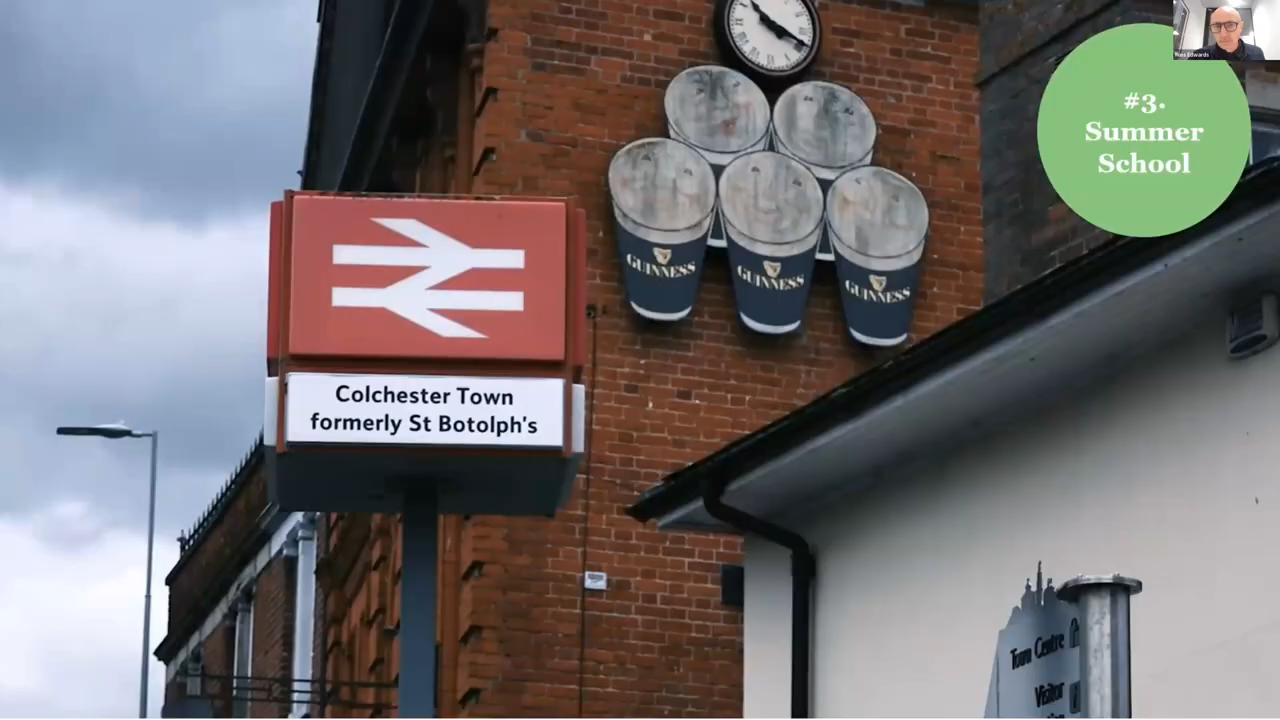 #3.
Summer
School
Colchester Town
formerly St Botolph's
GUINNESS
GUINNESS
GUINNESS
Town Centre
Visitor